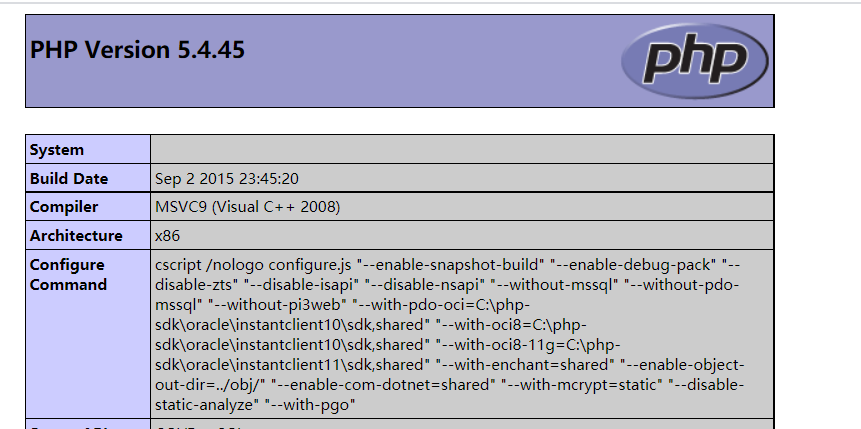 PHP Version 5.4.45
php
System
Build Date Sep 2 2015 23:45:20
Compiler MSVC9 (Visual C++ 2008)
Architecture x86
Configure Command cscript /nologo configure.js "--enable-snapshot-build" "--enable-debug-pack" "--
disable-zts" "--disable-isapi" "--disable-nsapi" "--without-mssql" "--without-pdo-
mssql" "--without-pi3web" "--with-pdo-oci=C:\php-
sdk\oracle\instantclient10\sdk,shared" "--with-oci8=C:\php-
sdk\oracle\instantclient10\sdk,shared" "--with-oci8-11g=C:\php-
sdk\oracle\instantclient11\sdk,shared" "--with-enchant=shared" "--enable-object-
out-dir=../obj/" "--enable-com-dotnet=shared" "--with-mcrypt=static" "--disable-
static-analyze" "--with-pgo"